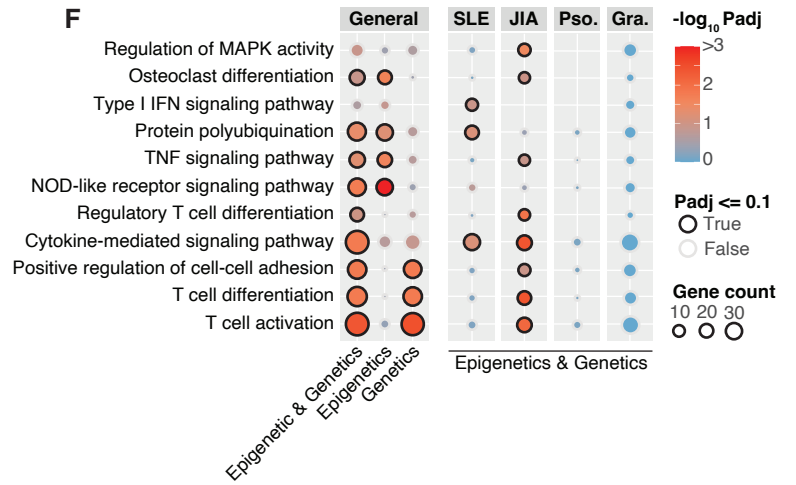 F
General SLE JIA Pso. Gra.
Regulation of MAPK activity
Osteoclast differentiation
Type I IFN signaling pathway
Protein polyubiquination
TNF signaling pathway
NOD-like receptor signaling pathway
Regulatory T cell differentiation
Cytokine-mediated signaling pathway
Positive regulation of cell-cell adhesion
T cell differentiation
T cell activation
Epigenetic & Genetics
Epigenetics
Genetics
Epigenetics & Genetics
-log10 Padj
>3
2
1
0
Padj <= 0.1
True
False
Gene count
10 20 30